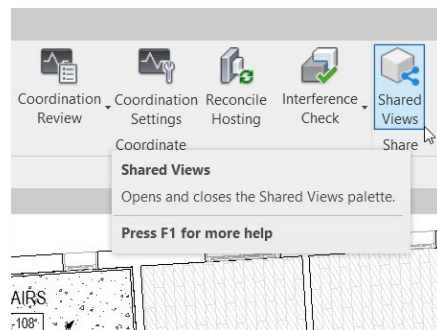 Coordination Review
Coordination Settings
Reconcile Hosting
Interference Check
Shared Views
Coordinate
Share
Shared Views
Opens and closes the Shared Views palette.
Press F1 for more help
AIRS
-108"